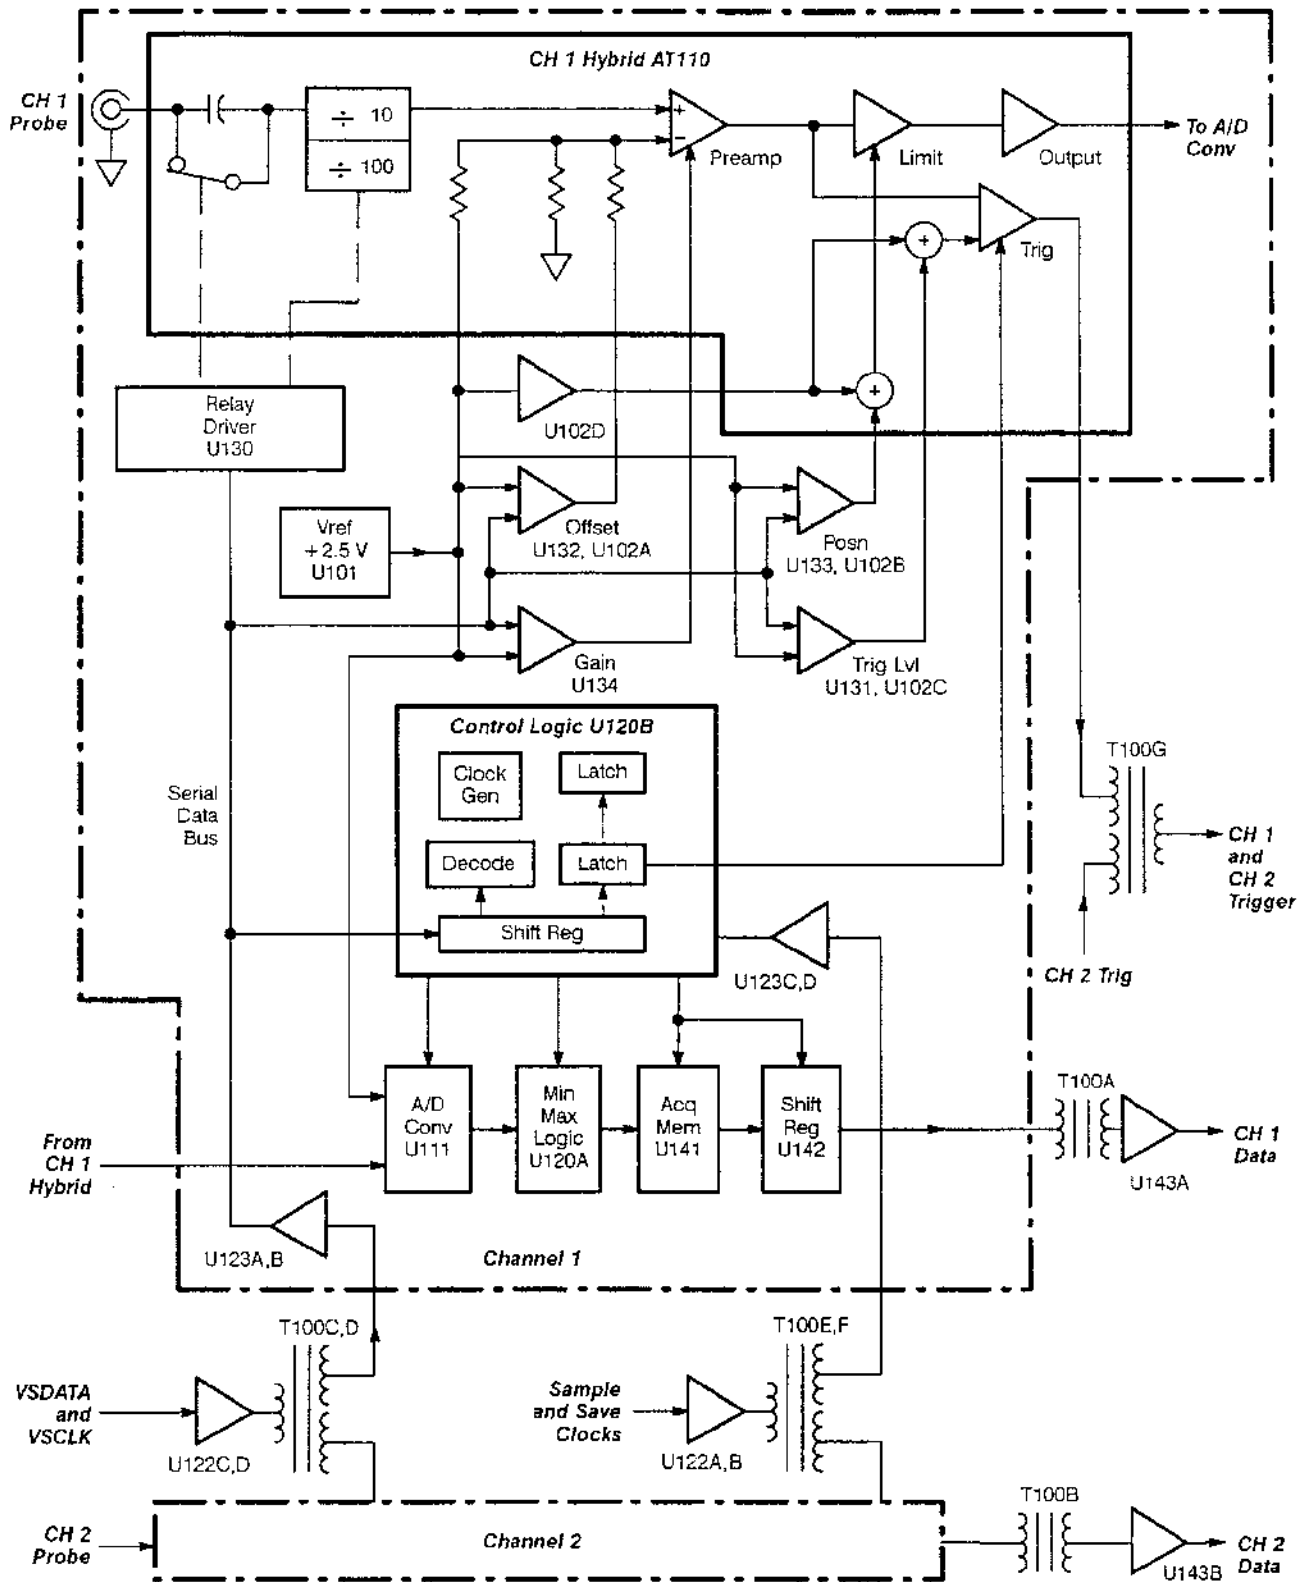 CH 1 Hybrid AT110
CH 1
Probe
÷ 10
÷ 100
+
−
Preamp
Limit
Output
To A/D
Conv
+
Trig
Relay
Driver
U130
+
U102D
Vref
+2.5 V
U101
Offset
U132, U102A
Posn
U133, U102B
Gain
U134
Trig Lvl
U131, U102C
Control Logic U120B
Clock
Gen
Latch
Decode
Latch
Shift Reg
Serial
Data
Bus
U123C,D
T100G
CH 1
and
CH 2
Trigger
CH 2 Trig
A/D
Conv
U111
Min
Max
Logic
U120A
Acq
Mem
U141
Shift
Reg
U142
T100A
CH 1
Data
U143A
From
CH 1
Hybrid
U123A,B
Channel 1
T100C,D
T100E,F
VSDATA
and
VSCLK
U122C,D
Sample
and Save
Clocks
U122A,B
T100B
CH 2
Probe
Channel 2
CH 2
Data
U143B